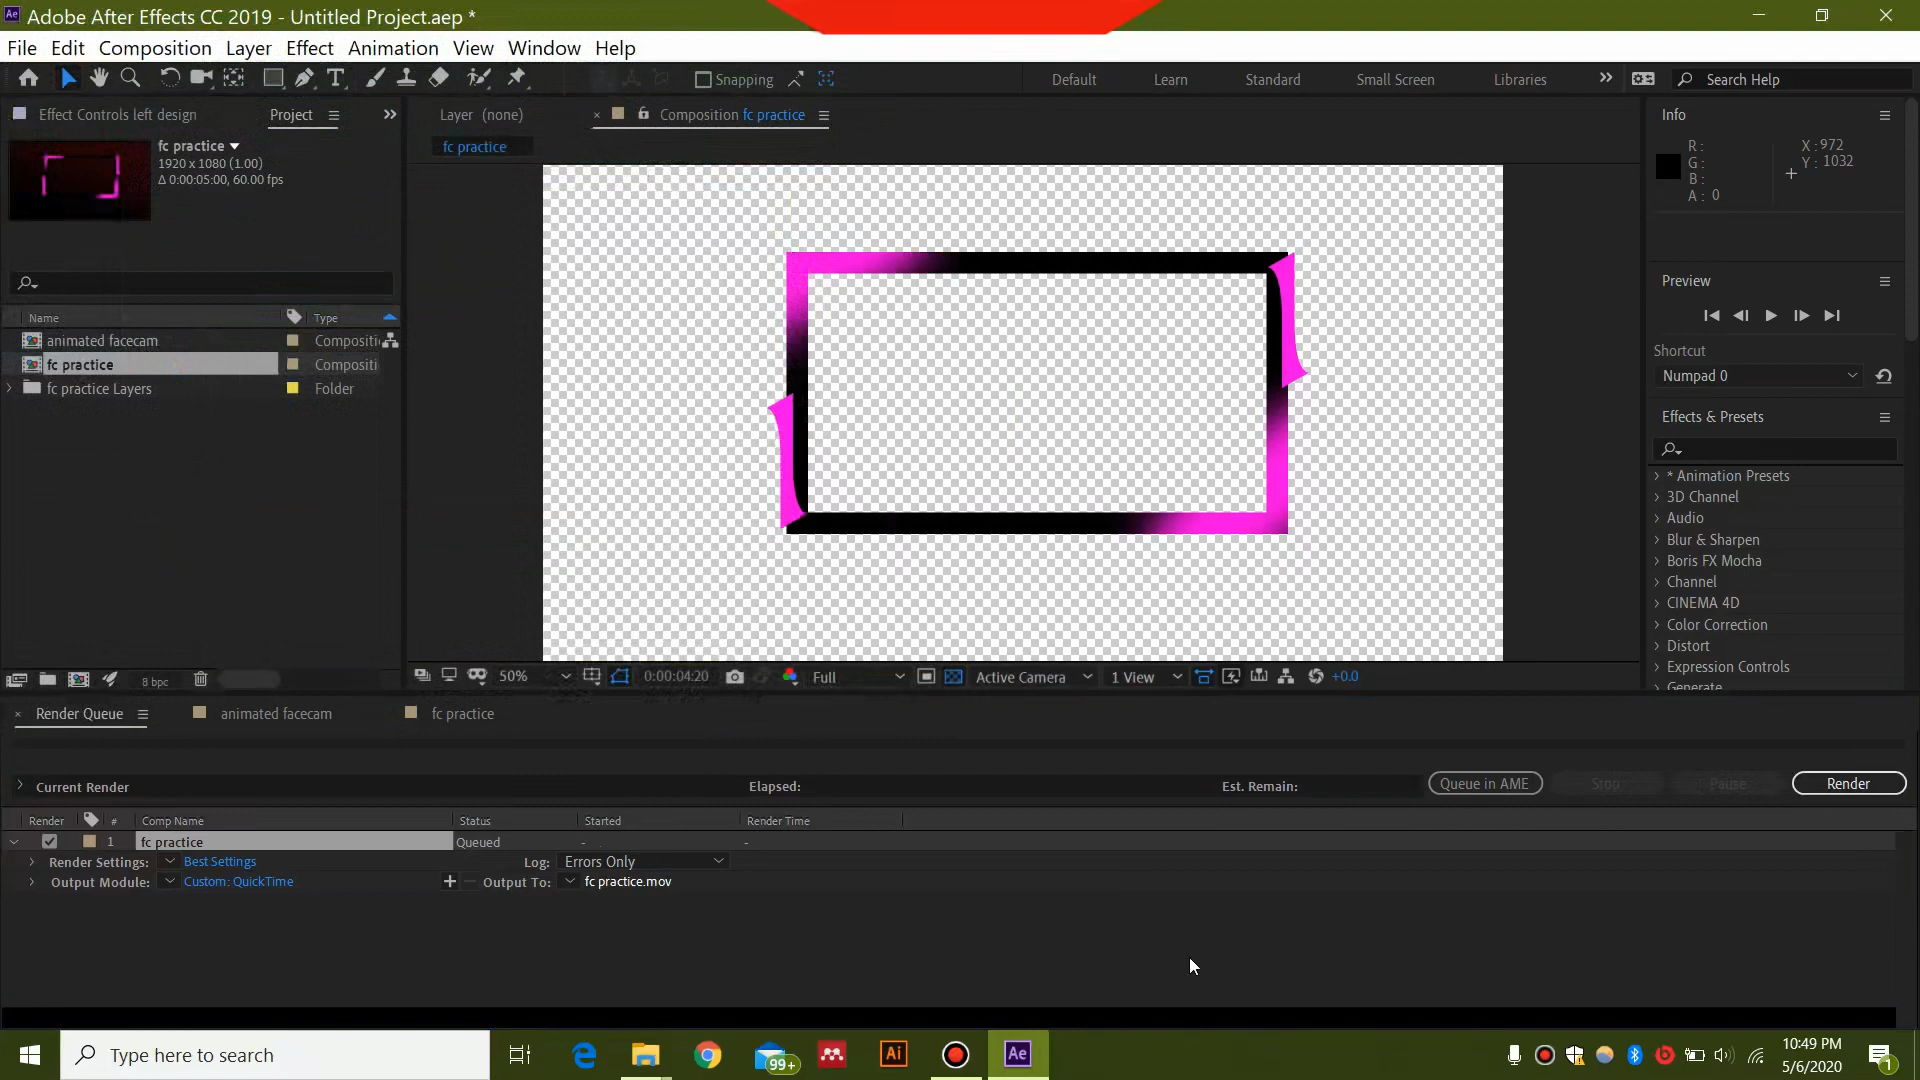 Adobe After Effects CC 2019 - Untitled Project.aep *
File Edit Composition Layer Effect Animation View Window Help
Snapping Default Learn Standard Small Screen Libraries Search Help
Effect Controls left design Project
fc practice
1920 x 1080 (1.00)
Δ 0:00:05:00, 60.00 fps
Name Type
animated facecam Compositi
fc practice Compositi
fc practice Layers Folder
8 bpc
Layer (none) Composition fc practice
fc practice
50% 0:00:04:20 Full Active Camera 1 View +0.0
Info
R: X: 972
G: Y: 1032
B:
A: 0
Preview
Shortcut
Numpad 0
Effects & Presets
* Animation Presets
3D Channel
Audio
Blur & Sharpen
Boris FX Mocha
Channel
CINEMA 4D
Color Correction
Distort
Expression Controls
Generate
Render Queue animated facecam fc practice
Current Render Elapsed: Est. Remain: Queue in AME Stop Pause Render
Render # Comp Name Status Started Render Time
1 fc practice Queued - -
Render Settings: Best Settings Log: Errors Only
Output Module: Custom: QuickTime Output To: fc practice.mov
Type here to search
99+
Ai
Ae
10:49 PM
5/6/2020
1